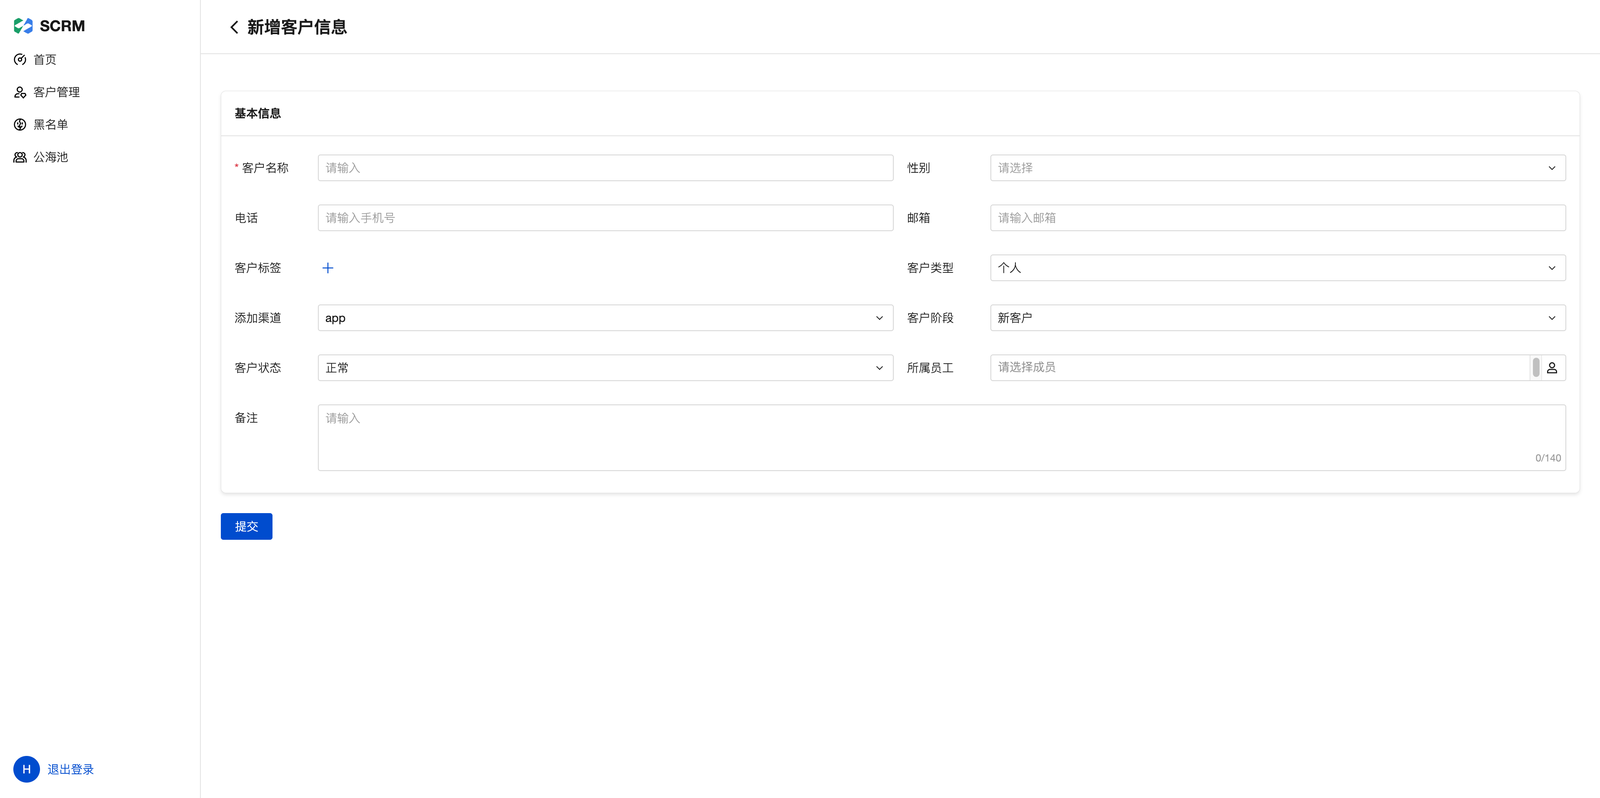 SCRM
首页
客户管理
黑名单
公海池
H 退出登录
新增客户信息
基本信息
* 客户名称 请输入 性别 请选择
电话 请输入手机号 邮箱 请输入邮箱
客户标签 客户类型 个人
添加渠道 app 客户阶段 新客户
客户状态 正常 所属员工 请选择成员
备注 请输入
0/140
提交